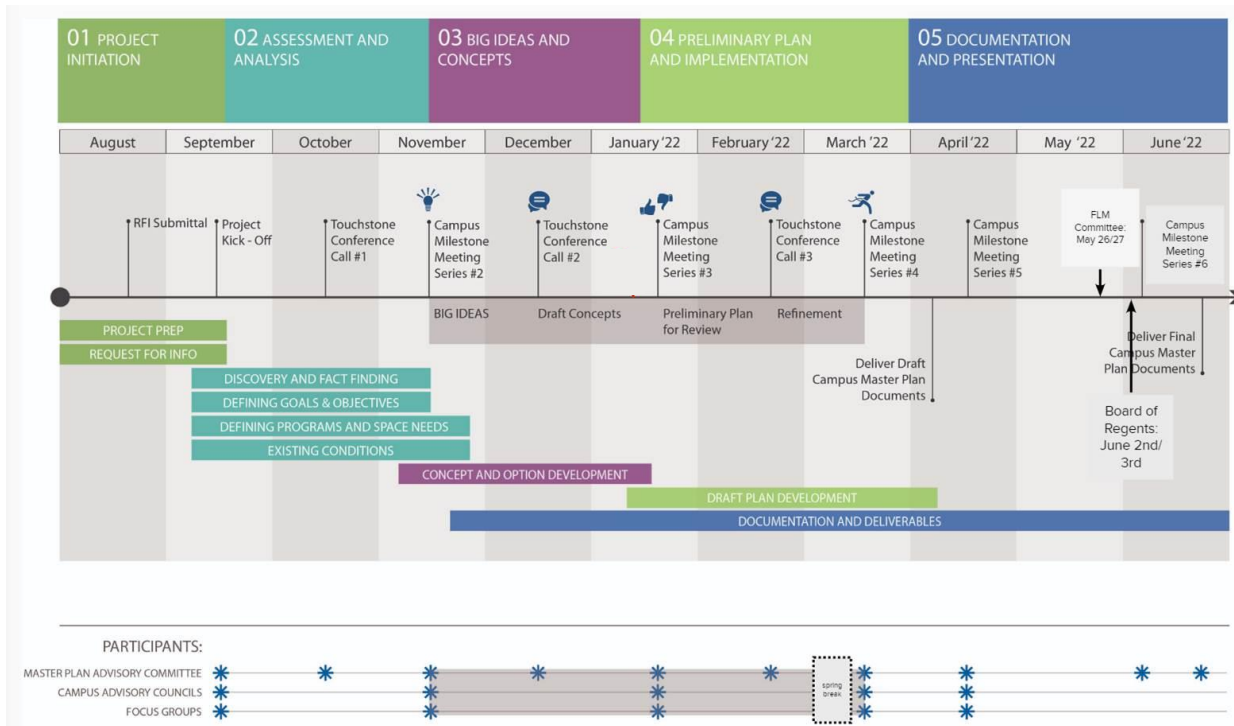 01 PROJECT
INITIATION
02 ASSESSMENT AND
ANALYSIS
03 BIG IDEAS AND
CONCEPTS
04 PRELIMINARY PLAN
AND IMPLEMENTATION
05 DOCUMENTATION
AND PRESENTATION
August
September
October
November
December
January '22
February '22
March '22
April '22
May '22
June '22
RFI Submittal
Project
Kick - Off
Touchstone
Conference
Call #1
Campus
Milestone
Meeting
Series #2
Touchstone
Conference
Call #2
Campus
Milestone
Meeting
Series #3
Touchstone
Conference
Call #3
Campus
Milestone
Meeting
Series #4
Campus
Milestone
Meeting
Series #5
FLM
Committee:
May 26/27
Campus
Milestone
Meeting
Series #6
BIG IDEAS
Draft Concepts
Preliminary Plan
for Review
Refinement
Deliver Draft
Campus Master Plan
Documents
Deliver Final
Campus Master
Plan Documents
Board of
Regents:
June 2nd/
3rd
PROJECT PREP
REQUEST FOR INFO
DISCOVERY AND FACT FINDING
DEFINING GOALS & OBJECTIVES
DEFINING PROGRAMS AND SPACE NEEDS
EXISTING CONDITIONS
CONCEPT AND OPTION DEVELOPMENT
DRAFT PLAN DEVELOPMENT
DOCUMENTATION AND DELIVERABLES
PARTICIPANTS:
MASTER PLAN ADVISORY COMMITTEE
CAMPUS ADVISORY COUNCILS
FOCUS GROUPS
spring
break